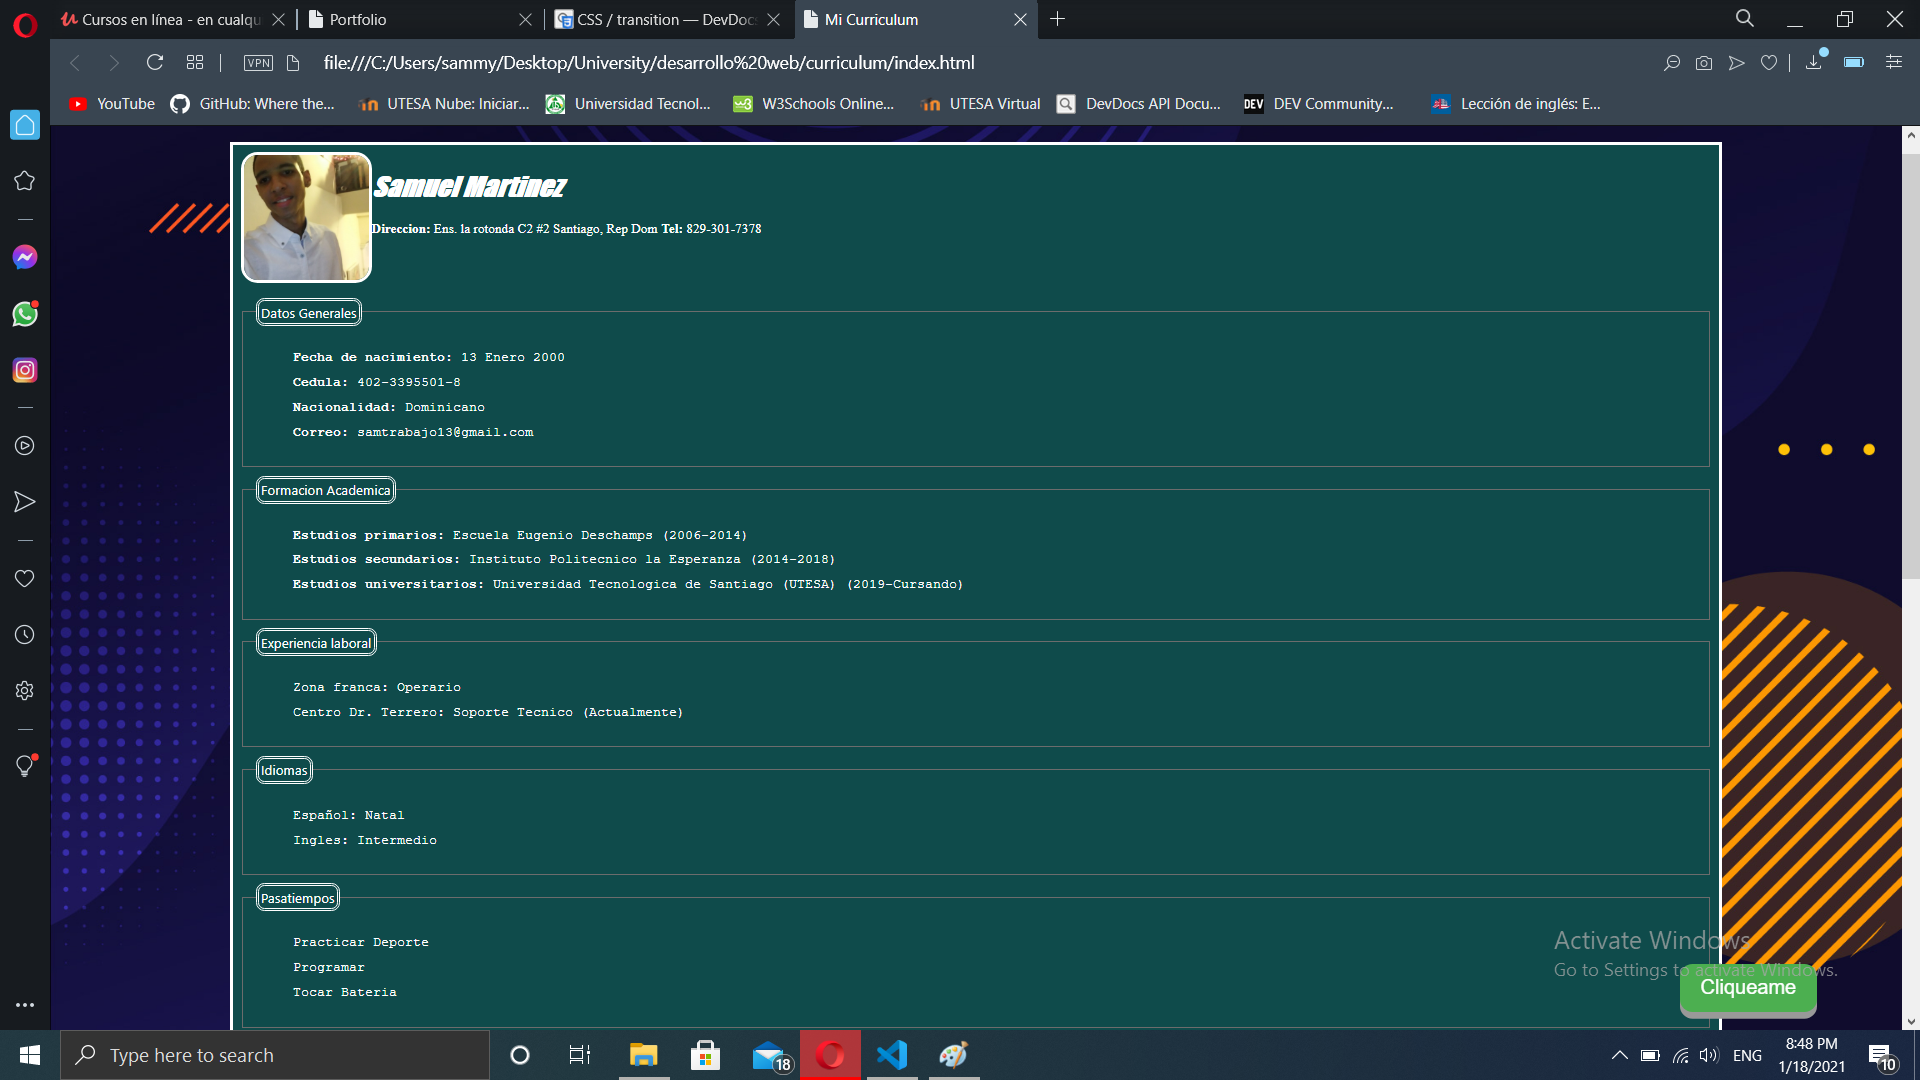 Cursos en línea - en cualqu
Portfolio
CSS / transition — DevDocs
Mi Curriculum
VPN
file:///C:/Users/sammy/Desktop/University/desarrollo%20web/curriculum/index.html
YouTube
GitHub: Where the...
UTESA Nube: Iniciar...
Universidad Tecnol...
W3Schools Online...
UTESA Virtual
DevDocs API Docu...
DEV
DEV Community...
Lección de inglés: E...
Samuel Martinez
Direccion: Ens. la rotonda C2 #2 Santiago, Rep Dom Tel: 829-301-7378
Datos Generales
Fecha de nacimiento: 13 Enero 2000
Cedula: 402-3395501-8
Nacionalidad: Dominicano
Correo: samtrabajo13@gmail.com
Formacion Academica
Estudios primarios: Escuela Eugenio Deschamps (2006-2014)
Estudios secundarios: Instituto Politecnico la Esperanza (2014-2018)
Estudios universitarios: Universidad Tecnologica de Santiago (UTESA) (2019-Cursando)
Experiencia laboral
Zona franca: Operario
Centro Dr. Terrero: Soporte Tecnico (Actualmente)
Idiomas
Español: Natal
Ingles: Intermedio
Pasatiempos
Practicar Deporte
Programar
Tocar Bateria
Activate Windows
Go to Settings to activate Windows.
Cliqueame
Type here to search
18
ENG
8:48 PM
1/18/2021
10